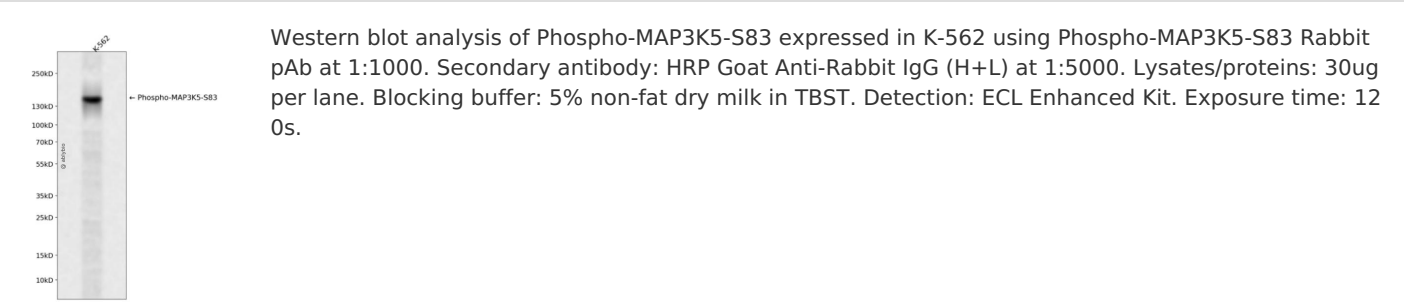 K-562
250kD
130kD
100kD
70kD
55kD
35kD
25kD
15kD
10kD
← Phospho-MAP3K5-S83
@ abtybio
Western blot analysis of Phospho-MAP3K5-S83 expressed in K-562 using Phospho-MAP3K5-S83 Rabbit
pAb at 1:1000. Secondary antibody: HRP Goat Anti-Rabbit IgG (H+L) at 1:5000. Lysates/proteins: 30ug
per lane. Blocking buffer: 5% non-fat dry milk in TBST. Detection: ECL Enhanced Kit. Exposure time: 12
0s.